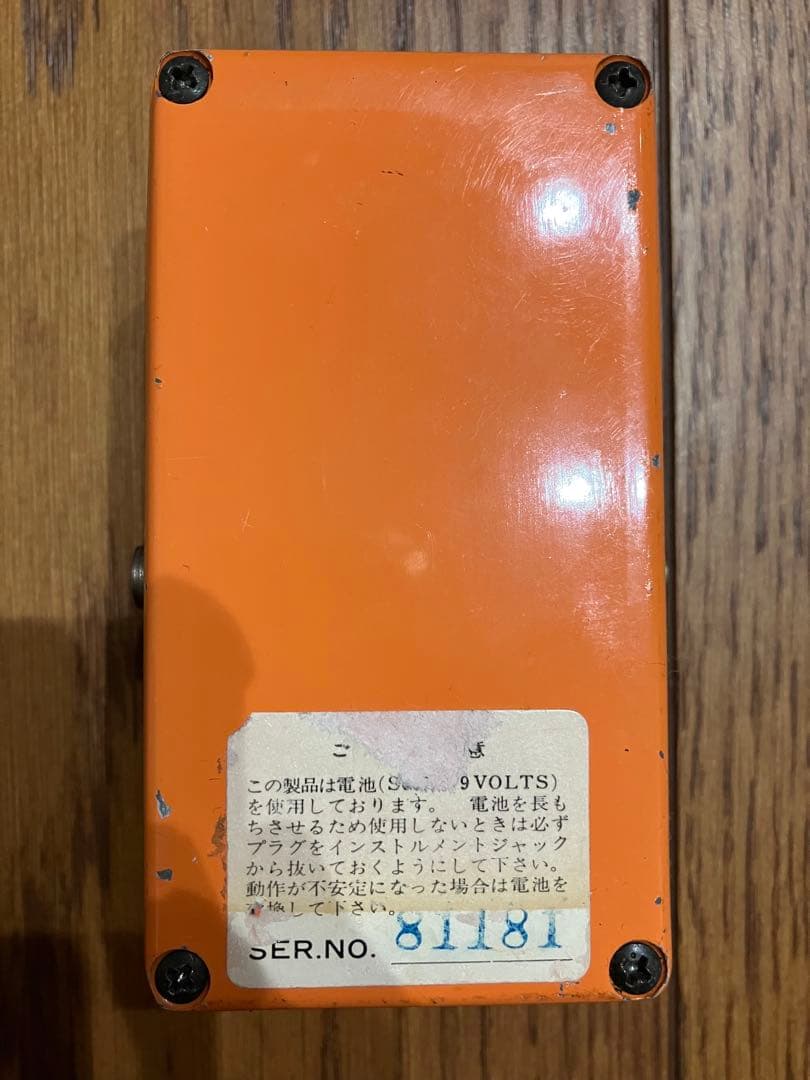 ご 意
この製品は電池(S 9VOLTS)
を使用しております。 電池を長も
ちさせるため使用しないときは必ず
プラグをインストルメントジャック
から抜いておくようにして下さい。
動作が不安定になった場合は電池を
換して下さい。
SER.NO. 81181